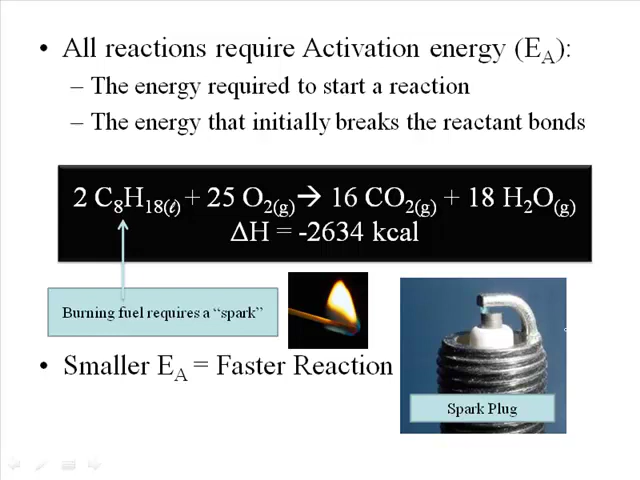 • All reactions require Activation energy (E_A):
– The energy required to start a reaction
– The energy that initially breaks the reactant bonds
2 C₈H₁₈₍ℓ₎ + 25 O₂₍g₎ → 16 CO₂₍g₎ + 18 H₂O₍g₎
ΔH = -2634 kcal
Burning fuel requires a “spark”
• Smaller E_A = Faster Reaction
Spark Plug